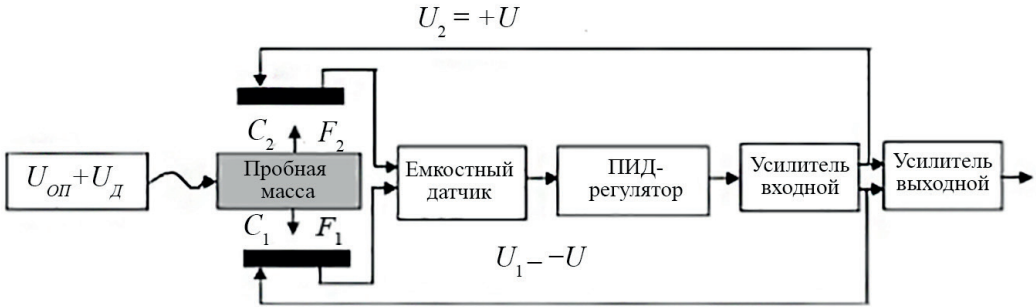 U₂ = +U
C₂ F₂
U_ОП+U_Д
Пробная
масса
Емкостный
датчик
ПИД-
регулятор
Усилитель
входной
Усилитель
выходной
C₁ F₁
U₁ – –U